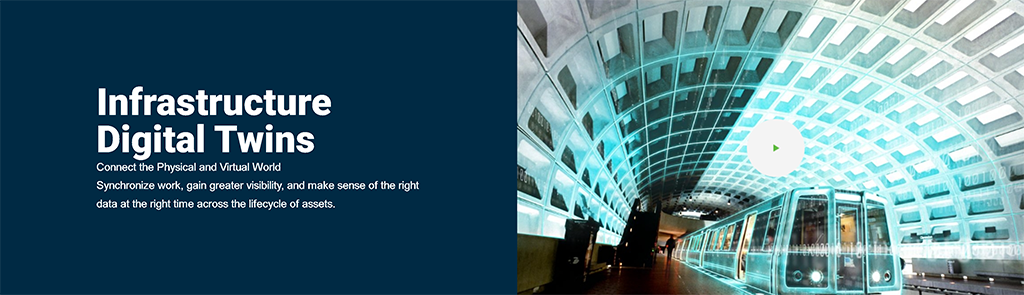 Infrastructure
Digital Twins
Connect the Physical and Virtual World
Synchronize work, gain greater visibility, and make sense of the right
data at the right time across the lifecycle of assets.